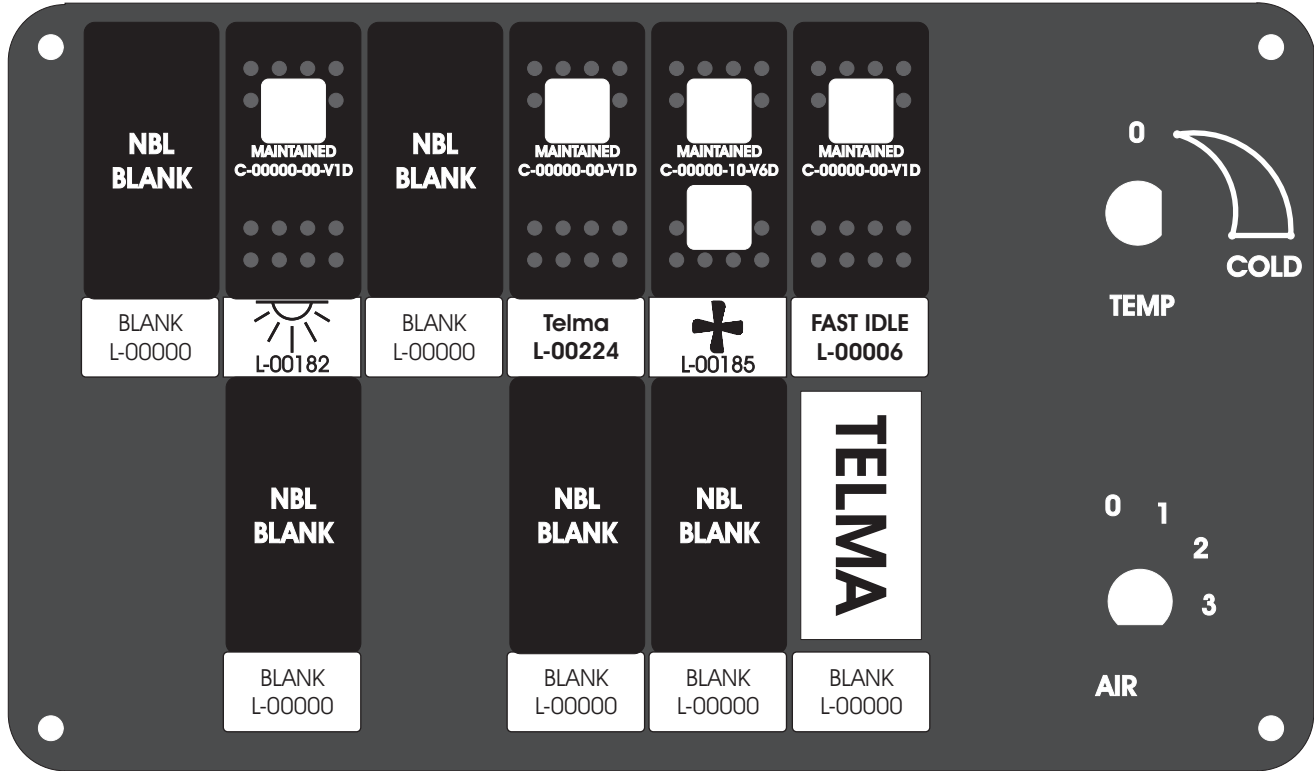 NBL
BLANK
MAINTAINED
C-00000-00-V1D
NBL
BLANK
MAINTAINED
C-00000-00-V1D
MAINTAINED
C-00000-10-V6D
MAINTAINED
C-00000-00-V1D
0
COLD
TEMP
BLANK
L-00000
L-00182
BLANK
L-00000
Telma
L-00224
L-00185
FAST IDLE
L-00006
NBL
BLANK
NBL
BLANK
NBL
BLANK
TELMA
0
1
2
3
AIR
BLANK
L-00000
BLANK
L-00000
BLANK
L-00000
BLANK
L-00000